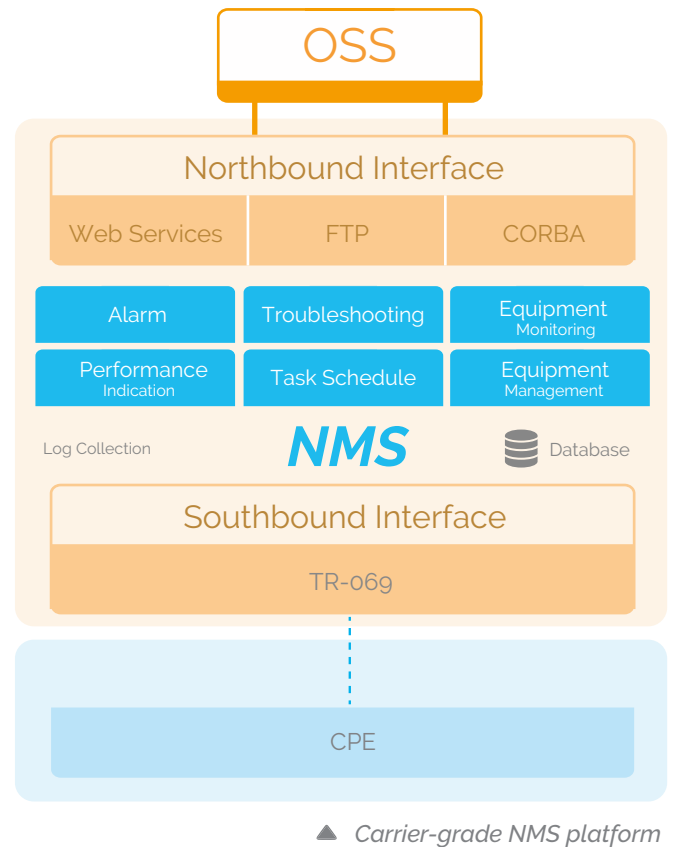 OSS
Northbound Interface
Web Services
FTP
CORBA
Alarm
Troubleshooting
Equipment
Monitoring
Performance
Indication
Task Schedule
Equipment
Management
Log Collection
NMS
Database
Southbound Interface
TR-069
CPE
Carrier-grade NMS platform